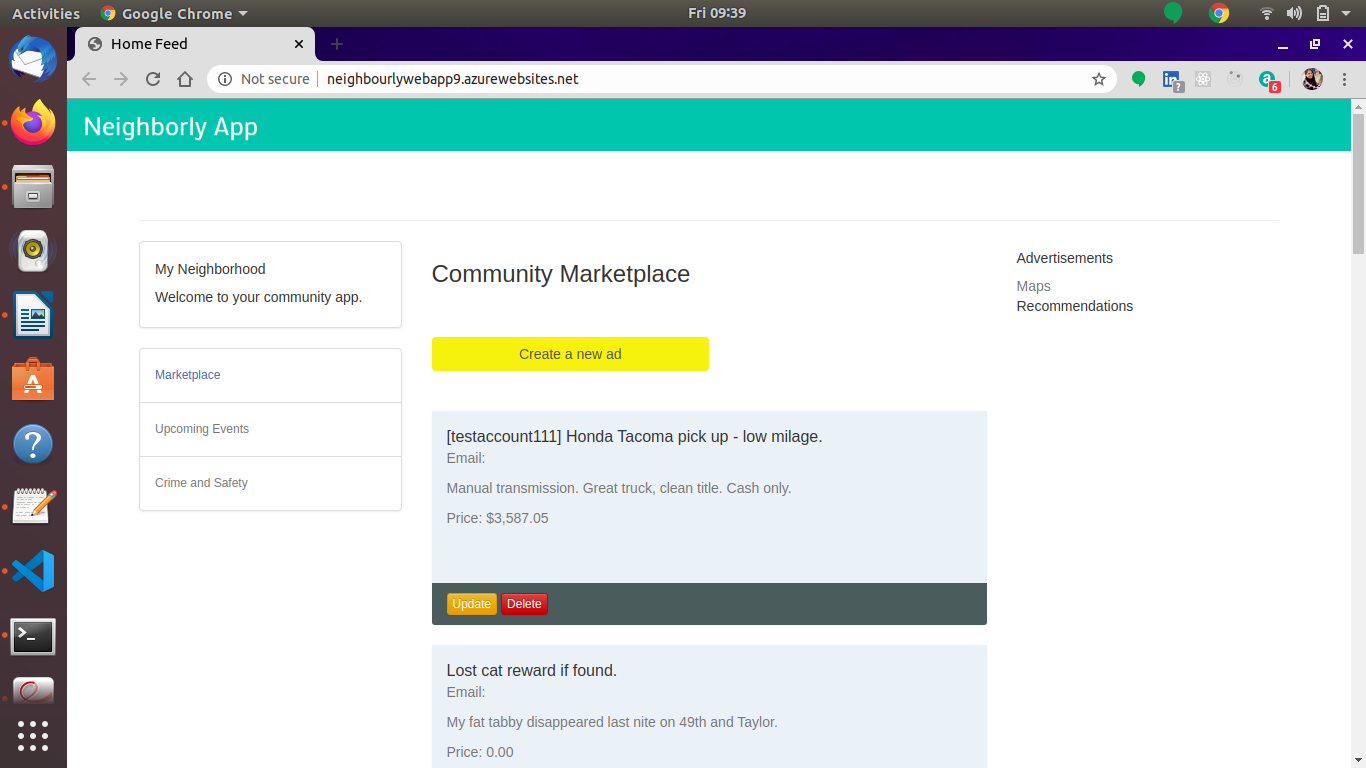 Activities
Google Chrome
Fri 09:39
Home Feed
Not secure
neighbourlywebapp9.azurewebsites.net
?
6
Neighborly App
My Neighborhood
Welcome to your community app.
Marketplace
Upcoming Events
Crime and Safety
Community Marketplace
Create a new ad
[testaccount111] Honda Tacoma pick up - low milage.
Email:
Manual transmission. Great truck, clean title. Cash only.
Price: $3,587.05
Update Delete
Lost cat reward if found.
Email:
My fat tabby disappeared last nite on 49th and Taylor.
Price: 0.00
Advertisements
Maps
Recommendations